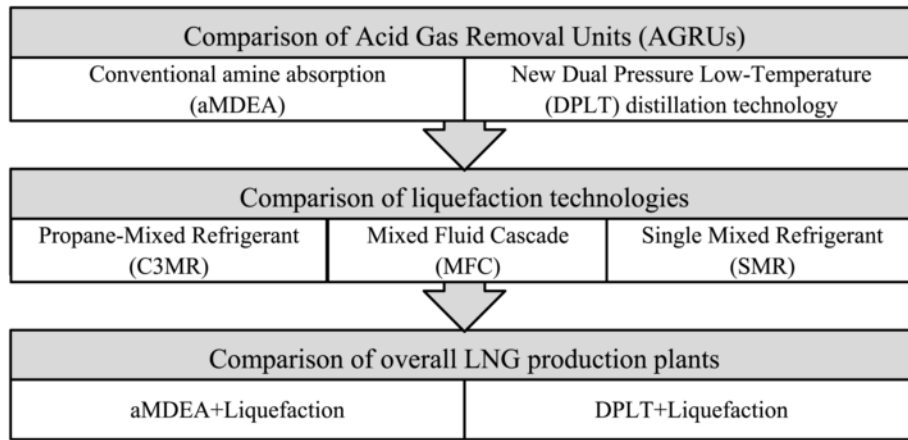 Comparison of Acid Gas Removal Units (AGRUs)
Conventional amine absorption
(aMDEA)
New Dual Pressure Low-Temperature
(DPLT) distillation technology
Comparison of liquefaction technologies
Propane-Mixed Refrigerant
(C3MR)
Mixed Fluid Cascade
(MFC)
Single Mixed Refrigerant
(SMR)
Comparison of overall LNG production plants
aMDEA+Liquefaction
DPLT+Liquefaction